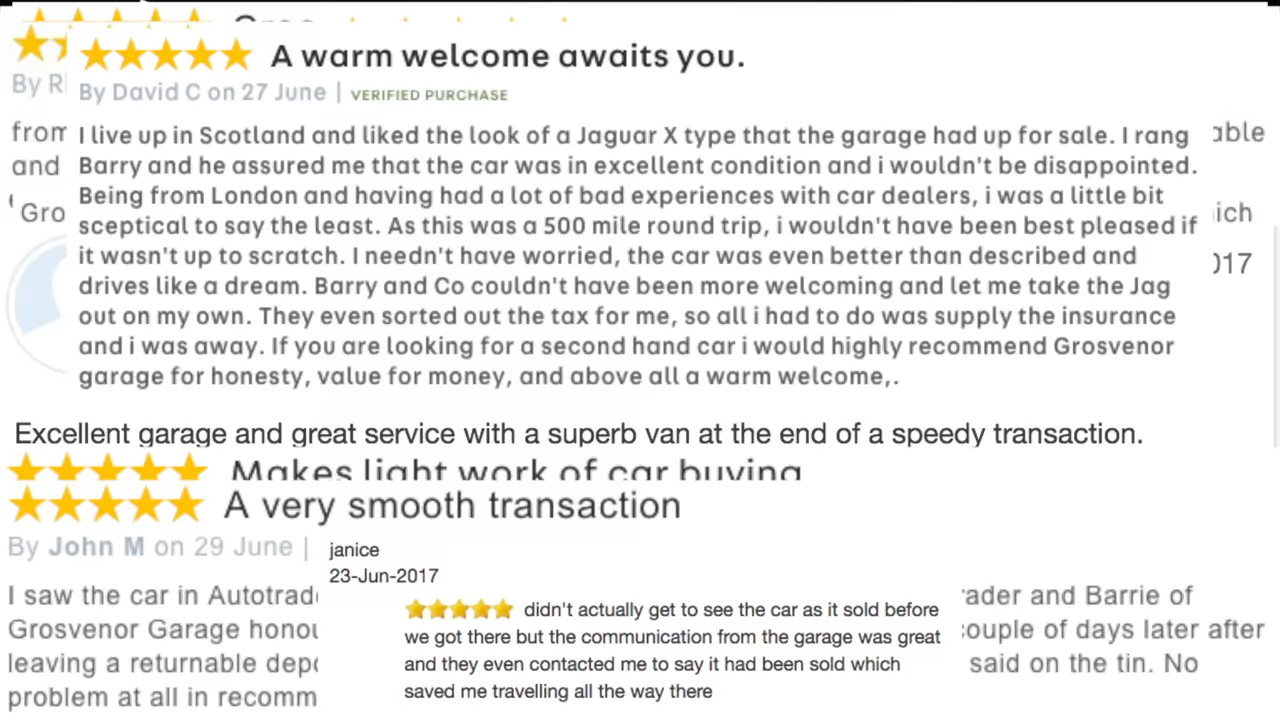 A warm welcome awaits you.
By R
By David C on 27 June | VERIFIED PURCHASE
from I live up in Scotland and liked the look of a Jaguar X type that the garage had up for sale. I rang able
and Barry and he assured me that the car was in excellent condition and i wouldn't be disappointed.
Being from London and having had a lot of bad experiences with car dealers, i was a little bit
' Gro sceptical to say the least. As this was a 500 mile round trip, i wouldn't have been best pleased if ich
it wasn't up to scratch. I needn't have worried, the car was even better than described and 017
drives like a dream. Barry and Co couldn't have been more welcoming and let me take the Jag
out on my own. They even sorted out the tax for me, so all i had to do was supply the insurance
and i was away. If you are looking for a second hand car i would highly recommend Grosvenor
garage for honesty, value for money, and above all a warm welcome,.
Excellent garage and great service with a superb van at the end of a speedy transaction.
Makes light work of car buying
A very smooth transaction
By John M on 29 June |
janice
23-Jun-2017
I saw the car in Autotrad ader and Barrie of
Grosvenor Garage honou couple of days later after
leaving a returnable depo said on the tin. No
problem at all in recomm
didn't actually get to see the car as it sold before
we got there but the communication from the garage was great
and they even contacted me to say it had been sold which
saved me travelling all the way there